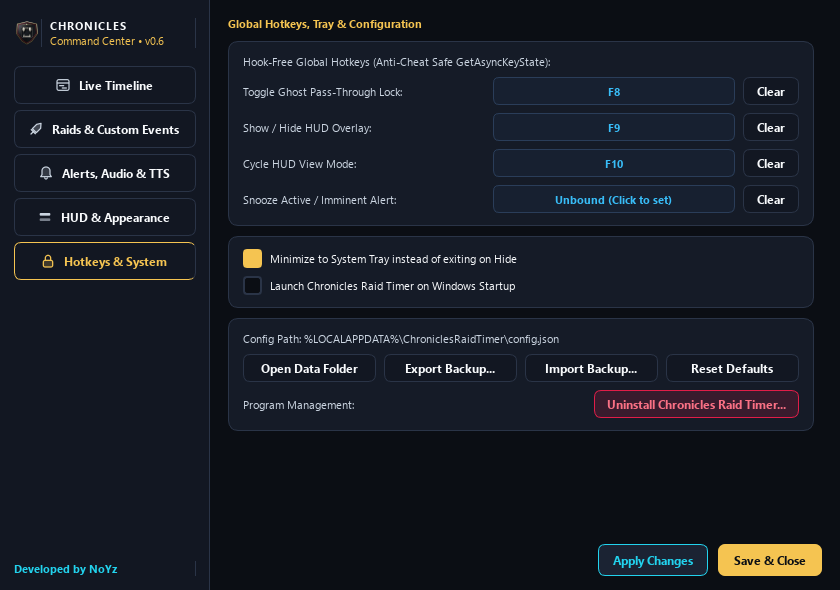 CHRONICLES
Command Center • v0.6
Live Timeline
Raids & Custom Events
Alerts, Audio & TTS
HUD & Appearance
Hotkeys & System
Developed by NoYz
Global Hotkeys, Tray & Configuration
Hook-Free Global Hotkeys (Anti-Cheat Safe GetAsyncKeyState):
Toggle Ghost Pass-Through Lock: F8 Clear
Show / Hide HUD Overlay: F9 Clear
Cycle HUD View Mode: F10 Clear
Snooze Active / Imminent Alert: Unbound (Click to set) Clear
Minimize to System Tray instead of exiting on Hide
Launch Chronicles Raid Timer on Windows Startup
Config Path: %LOCALAPPDATA%\ChroniclesRaidTimer\config.json
Open Data Folder Export Backup... Import Backup... Reset Defaults
Program Management: Uninstall Chronicles Raid Timer...
Apply Changes Save & Close